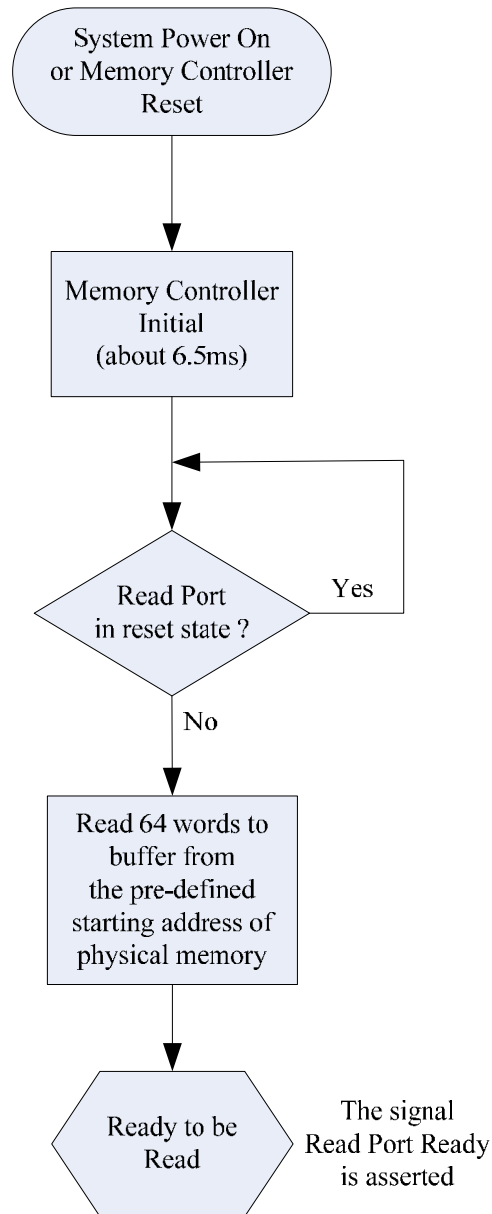 System Power On
or Memory Controller
Reset
Memory Controller
Initial
(about 6.5ms)
Read Port
in reset state ?
Yes
No
Read 64 words to
buffer from
the pre-defined
starting address of
physical memory
Ready to be
Read
The signal
Read Port Ready
is asserted